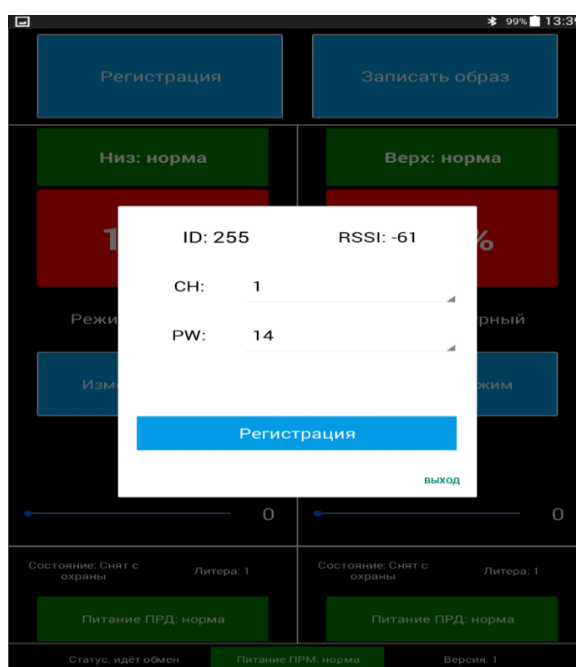 99% 13:39
Регистрация Записать образ
Низ: норма Верх: норма
1 %
ID: 255 RSSI: -61
CH: 1
PW: 14
Регистрация
выход
0 0
Состояние: Снят с охраны Литера: 1 Состояние: Снят с охраны Литера: 1
Питание ПРД: норма Питание ПРД: норма
Статус: идёт обмен Питание ПРМ: норма Версия: 1